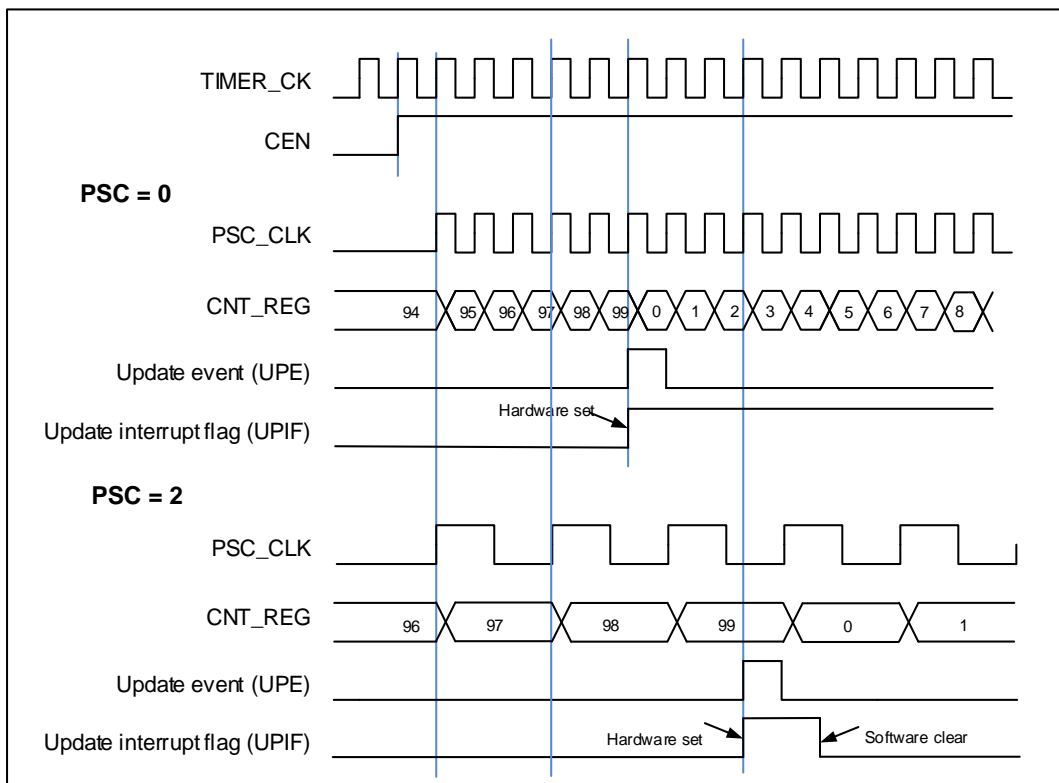 TIMER_CK
CEN
PSC = 0
PSC_CLK
CNT_REG 94 95 96 97 98 99 0 1 2 3 4 5 6 7 8
Update event (UPE)
Hardware set
Update interrupt flag (UPIF)
PSC = 2
PSC_CLK
CNT_REG 96 97 98 99 0 1
Update event (UPE)
Update interrupt flag (UPIF) Hardware set Software clear